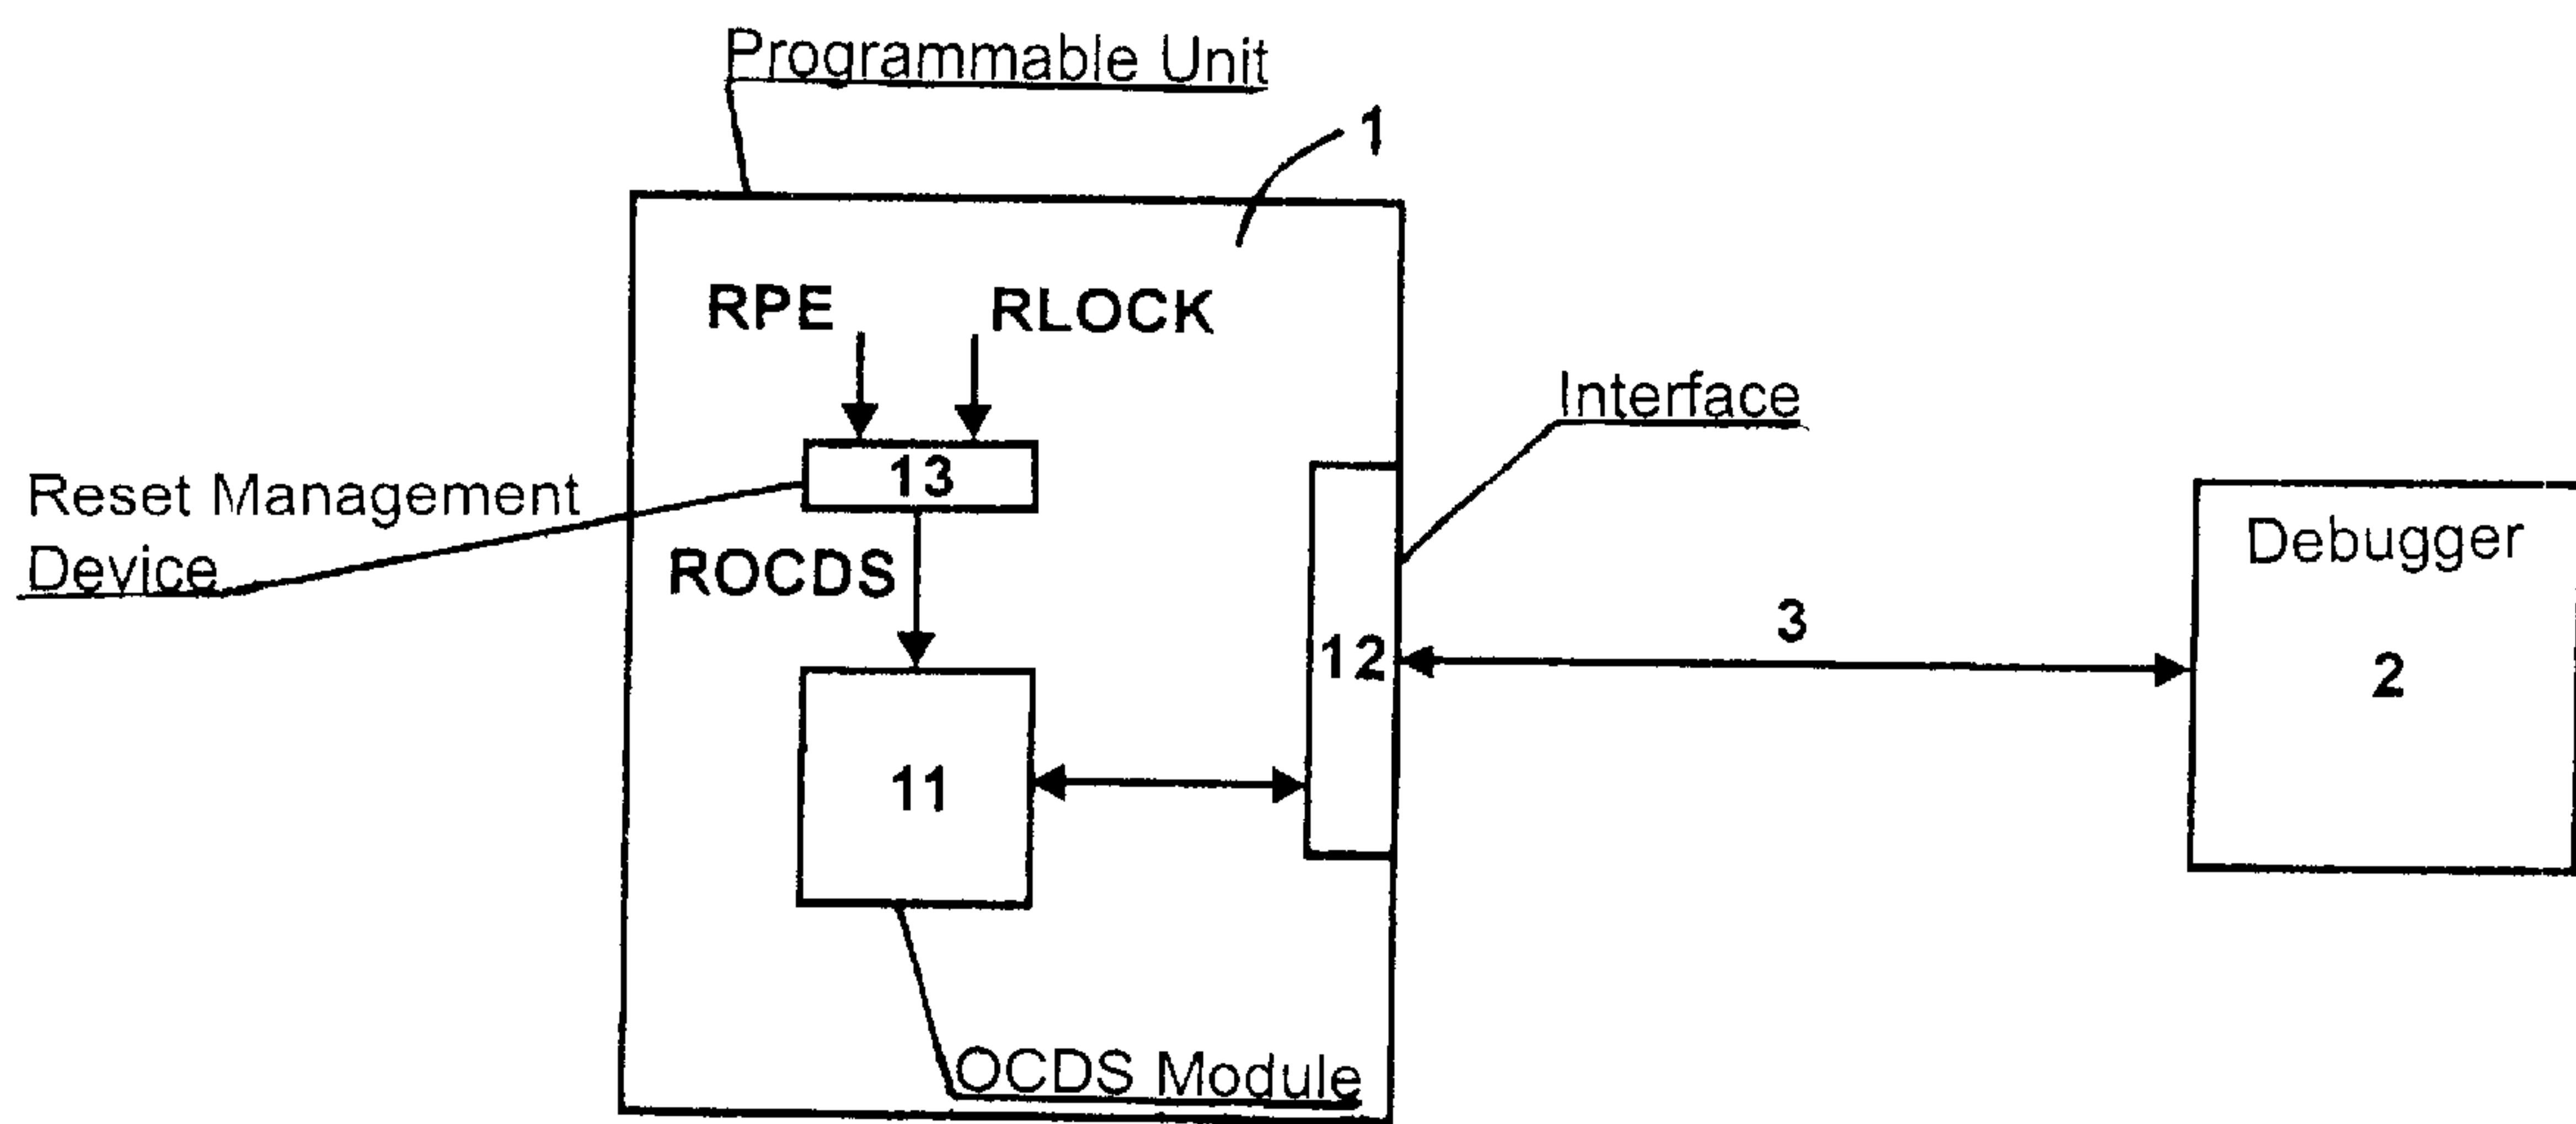 Programmable Unit
1
RPE RLOCK
Interface
13
Reset Management
Device
Debugger
ROCDS
3
12
2
11
OCDS Module